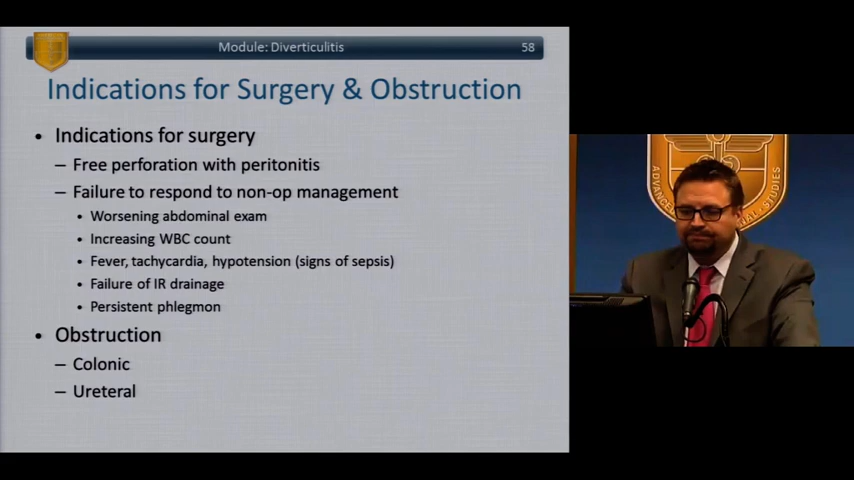 Module: Diverticulitis 58
Indications for Surgery & Obstruction
• Indications for surgery
– Free perforation with peritonitis
– Failure to respond to non-op management
• Worsening abdominal exam
• Increasing WBC count
• Fever, tachycardia, hypotension (signs of sepsis)
• Failure of IR drainage
• Persistent phlegmon
• Obstruction
– Colonic
– Ureteral
STUDIES